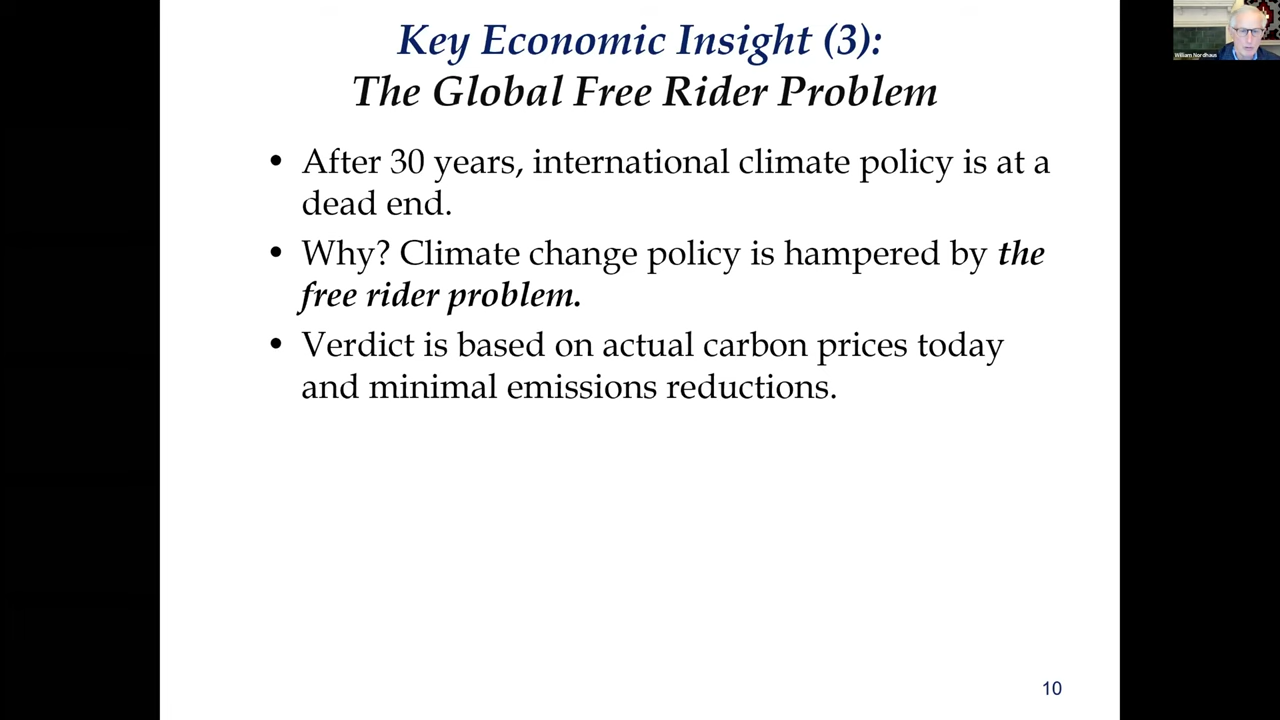 Key Economic Insight (3):
The Global Free Rider Problem
• After 30 years, international climate policy is at a
dead end.
• Why? Climate change policy is hampered by the
free rider problem.
• Verdict is based on actual carbon prices today
and minimal emissions reductions.
10
William Nordhaus